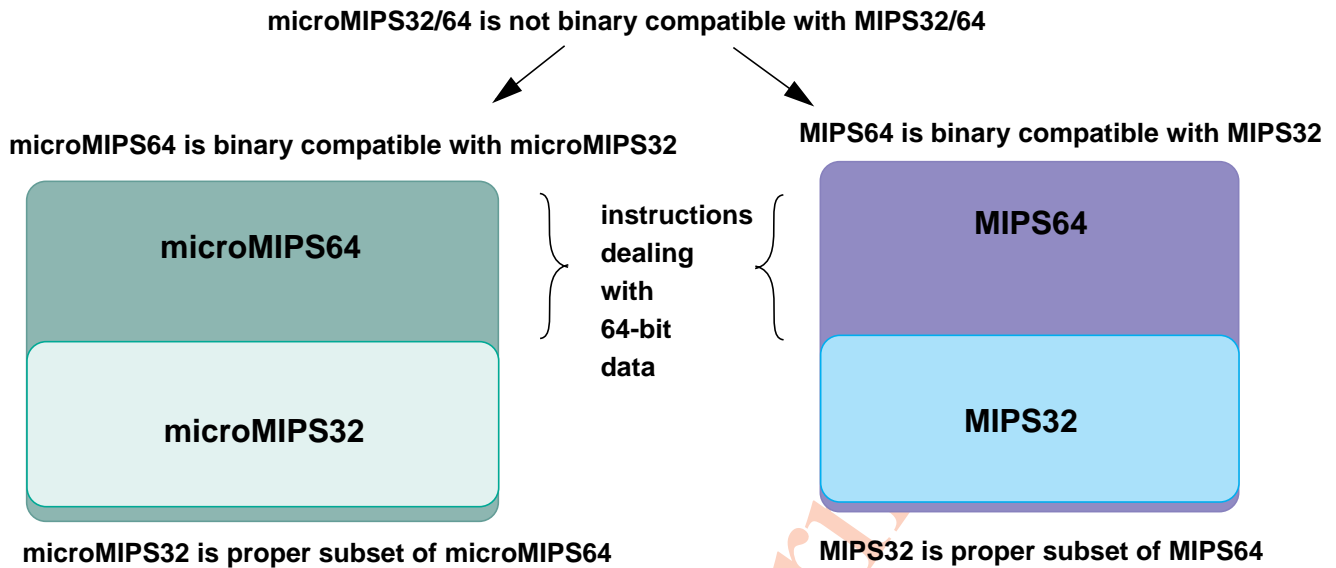 microMIPS32/64 is not binary compatible with MIPS32/64
microMIPS64 is binary compatible with microMIPS32
MIPS64 is binary compatible with MIPS32
microMIPS64
instructions
dealing
with
64-bit
data
MIPS64
microMIPS32
MIPS32
microMIPS32 is proper subset of microMIPS64
MIPS32 is proper subset of MIPS64